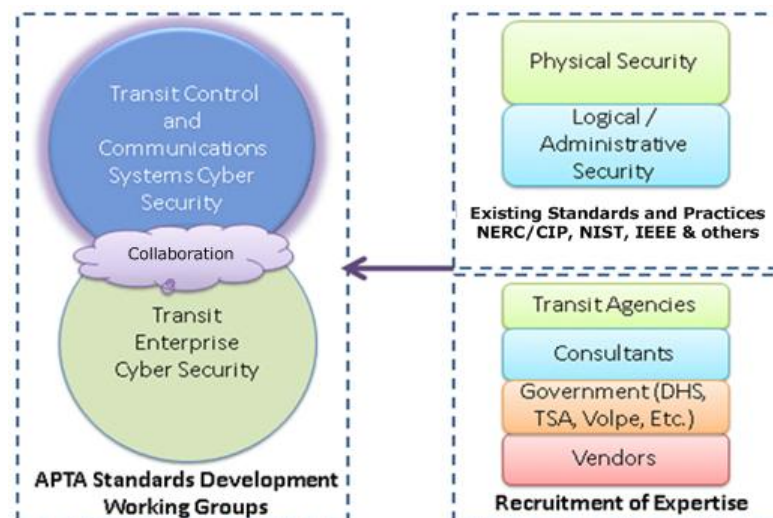 Transit Control
and
Communications
Systems Cyber
Security
Collaboration
Transit
Enterprise
Cyber Security
APTA Standards Development
Working Groups
Physical Security
Logical /
Administrative
Security
Existing Standards and Practices
NERC/CIP, NIST, IEEE & others
Transit Agencies
Consultants
Government (DHS,
TSA, Volpe, Etc.)
Vendors
Recruitment of Expertise